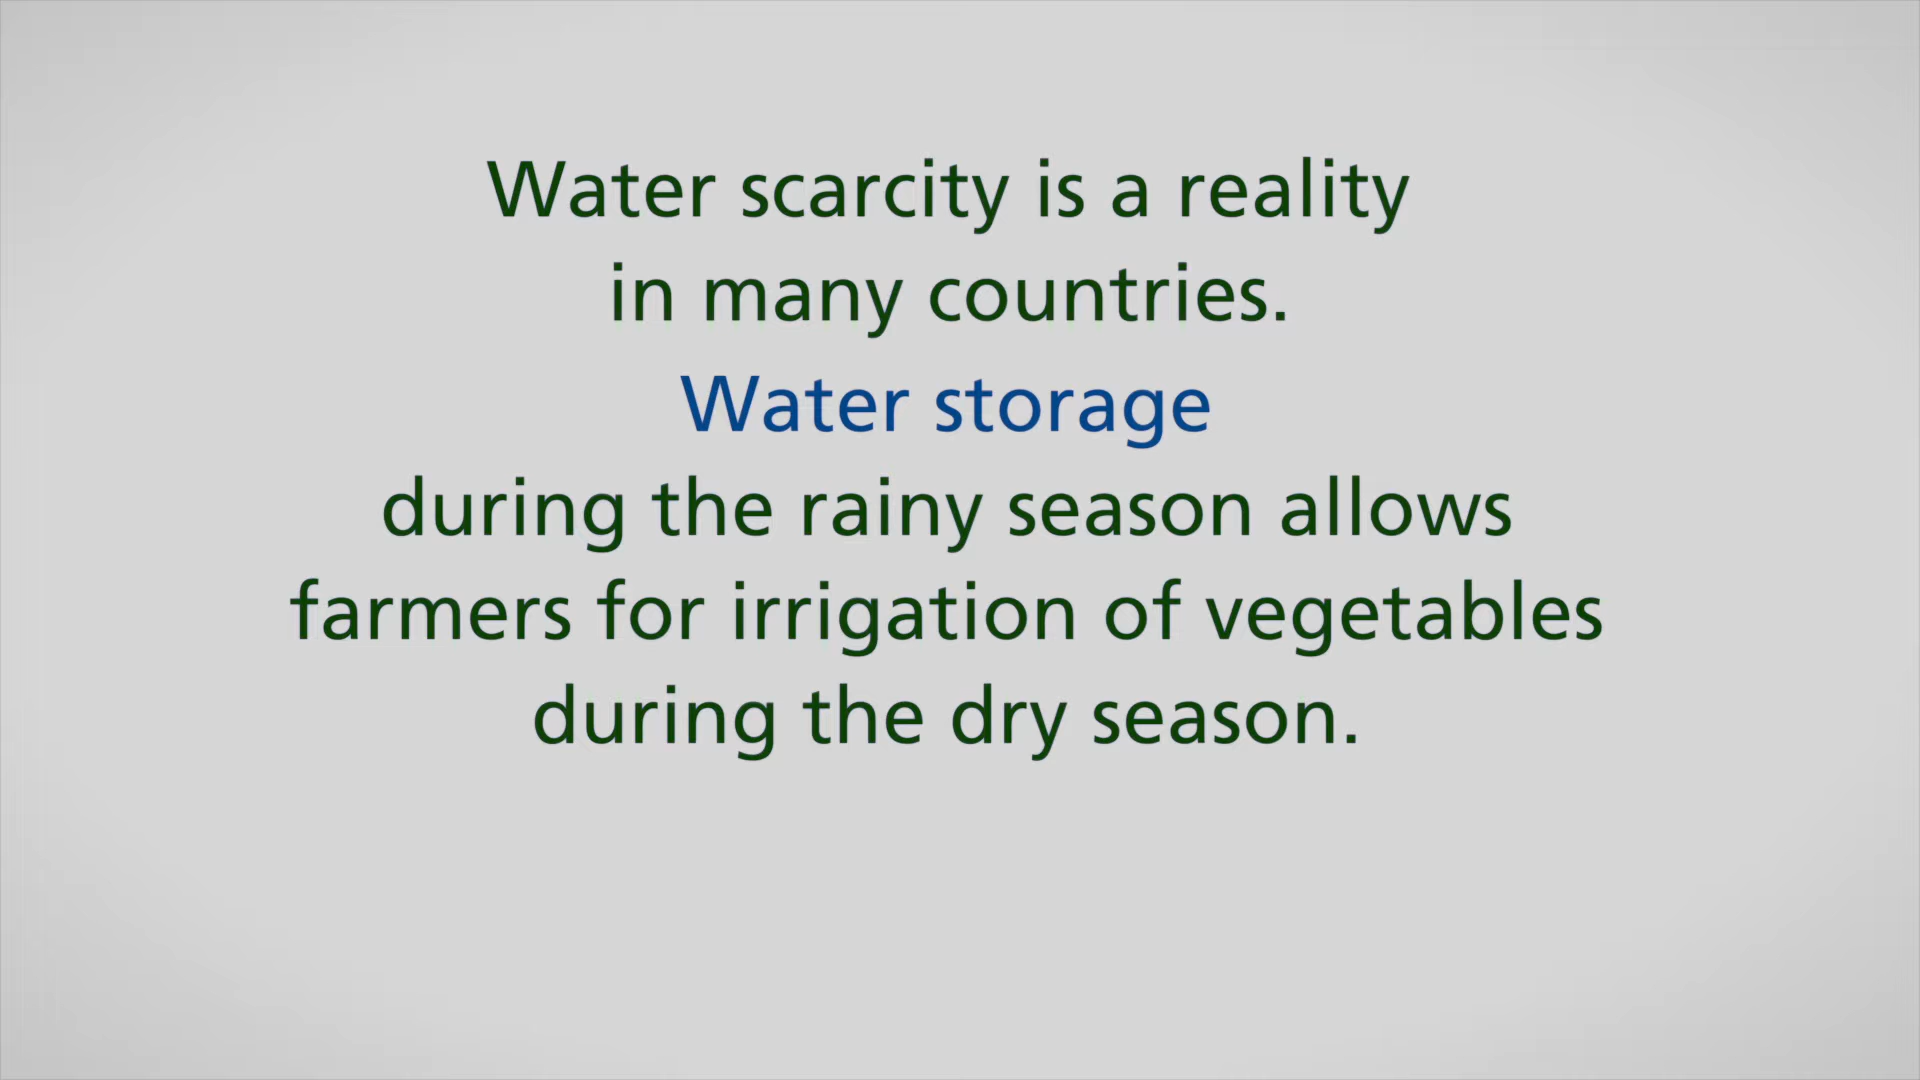 Water scarcity is a reality
in many countries.
Water storage
during the rainy season allows
farmers for irrigation of vegetables
during the dry season.